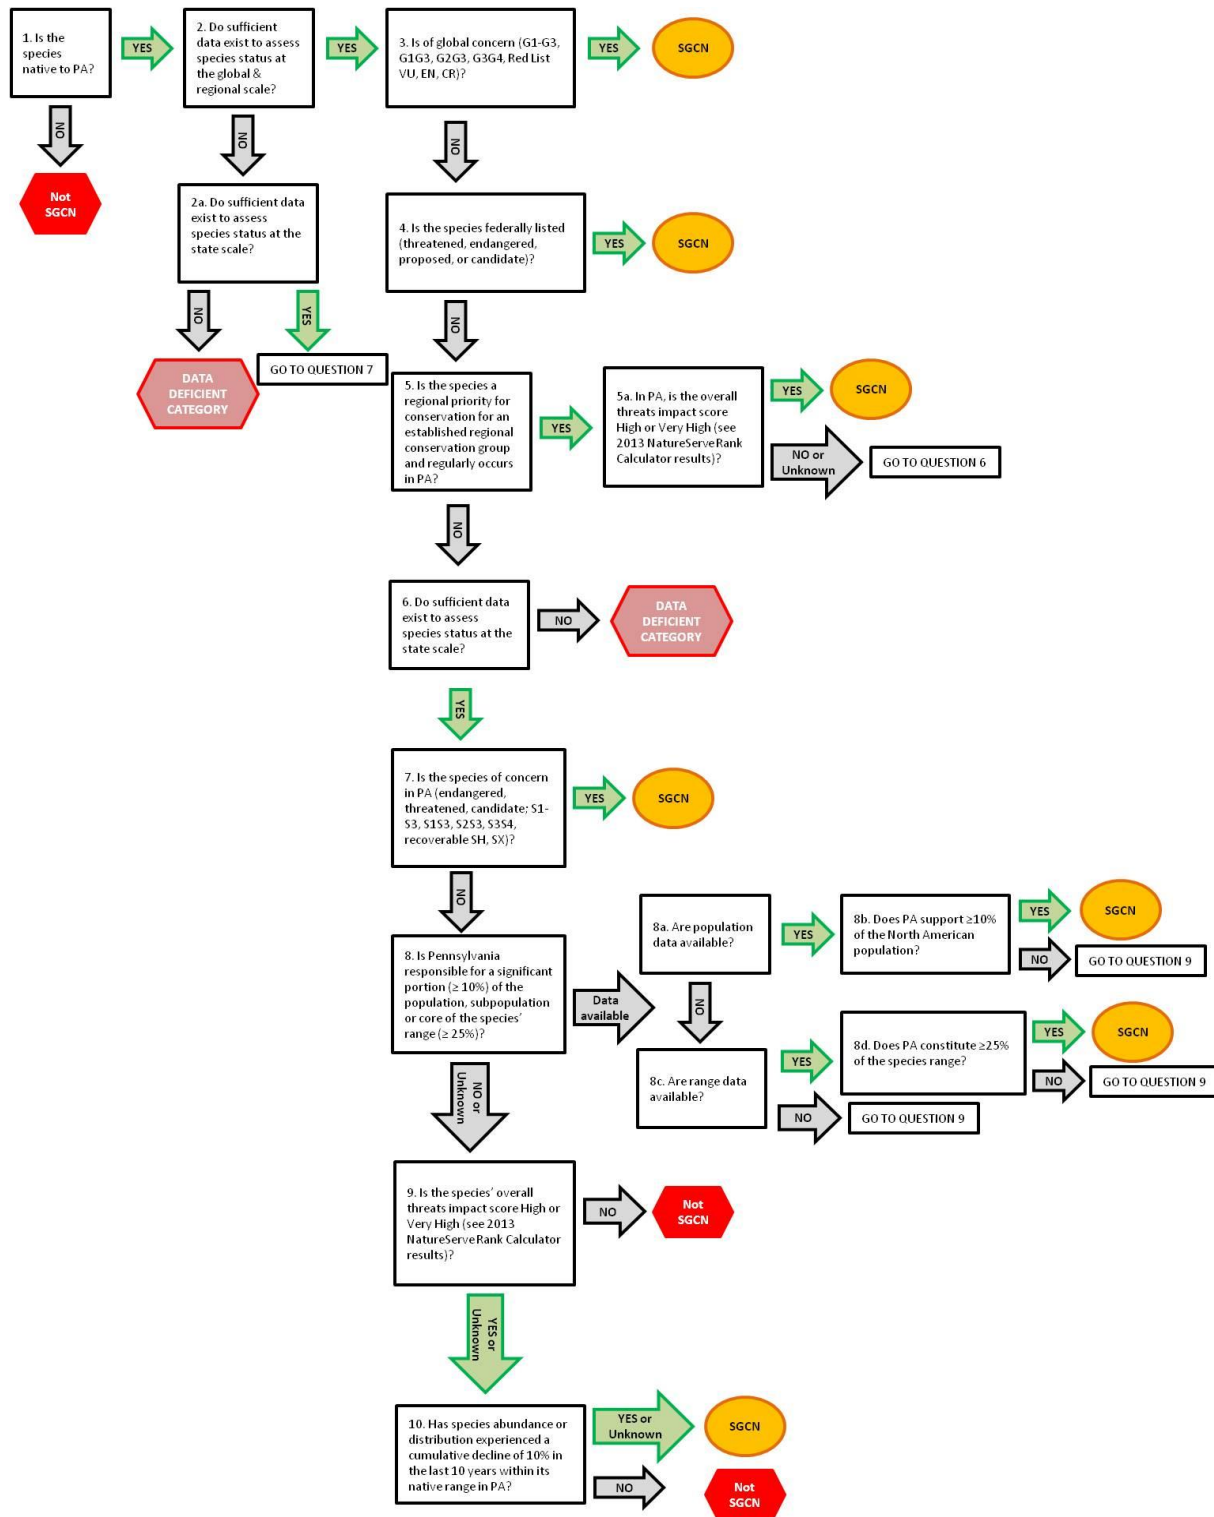 1. Is the
species
native to PA?
YES
2. Do sufficient
data exist to assess
species status at
the global &
regional scale?
YES
3. Is of global concern (G1-G3,
G1G3, G2G3, G3G4, Red List
VU, EN, CR)?
YES
SGCN
NO
NO
NO
Not
SGCN
2a. Do sufficient data
exist to assess
species status at the
state scale?
4. Is the species federally listed
(threatened, endangered,
proposed, or candidate)?
YES
SGCN
NO
YES
NO
DATA
DEFICIENT
CATEGORY
GO TO QUESTION 7
5. Is the species a
regional priority for
conservation for an
established regional
conservation group
and regularly occurs
in PA?
YES
5a. In PA, is the overall
threats impact score
High or Very High (see
2013 NatureServe Rank
Calculator results)?
YES
SGCN
NO or
Unknown
GO TO QUESTION 6
NO
6. Do sufficient data
exist to assess
species status at the
state scale?
NO
DATA
DEFICIENT
CATEGORY
YES
7. Is the species of concern
in PA (endangered,
threatened, candidate; S1-
S3, S1S3, S2S3, S3S4,
recoverable SH, SX)?
YES
SGCN
NO
8. Is Pennsylvania
responsible for a significant
portion (≥ 10%) of the
population, subpopulation
or core of the species'
range (≥ 25%)?
Data
available
8a. Are population
data available?
YES
8b. Does PA support ≥10%
of the North American
population?
YES
SGCN
NO
GO TO QUESTION 9
NO
8c. Are range data
available?
YES
8d. Does PA constitute ≥25%
of the species range?
YES
SGCN
NO
GO TO QUESTION 9
NO
GO TO QUESTION 9
NO or
Unknown
9. Is the species' overall
threats impact score High or
Very High (see 2013
NatureServe Rank Calculator
results)?
NO
Not
SGCN
YES or
Unknown
10. Has species abundance or
distribution experienced a
cumulative decline of 10% in
the last 10 years within its
native range in PA?
YES or
Unknown
SGCN
NO
Not
SGCN